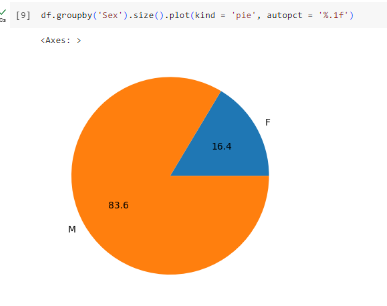 [9] df.groupby('Sex').size().plot(kind = 'pie', autopct = '%.1f')
<Axes: >
F
16.4
83.6
M